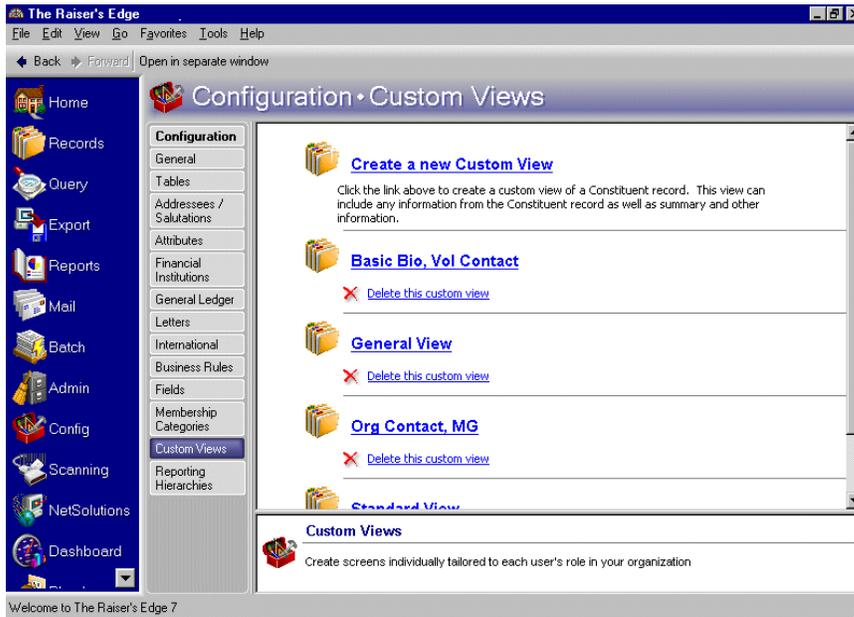 The Raiser's Edge
File Edit View Go Favorites Tools Help
Back Forward Open in separate window
Configuration • Custom Views
Home
Records
Query
Export
Reports
Mail
Batch
Admin
Config
Scanning
NetSolutions
Dashboard
Configuration
General
Tables
Addressees /
Salutations
Attributes
Financial
Institutions
General Ledger
Letters
International
Business Rules
Fields
Membership
Categories
Custom Views
Reporting
Hierarchies
Create a new Custom View
Click the link above to create a custom view of a Constituent record. This view can
include any information from the Constituent record as well as summary and other
information.
Basic Bio, Vol Contact
Delete this custom view
General View
Delete this custom view
Org Contact, MG
Delete this custom view
Standard View
Custom Views
Create screens individually tailored to each user's role in your organization
Welcome to The Raiser's Edge 7